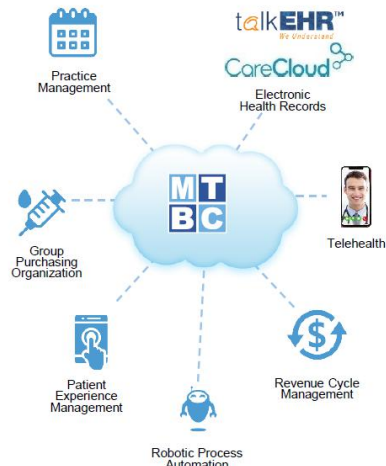 talkEHR™
We Understand
CareCloud
Electronic
Health Records
Practice
Management
MT
BC
Telehealth
Group
Purchasing
Organization
$
Revenue Cycle
Management
Patient
Experience
Management
Robotic Process
Automation